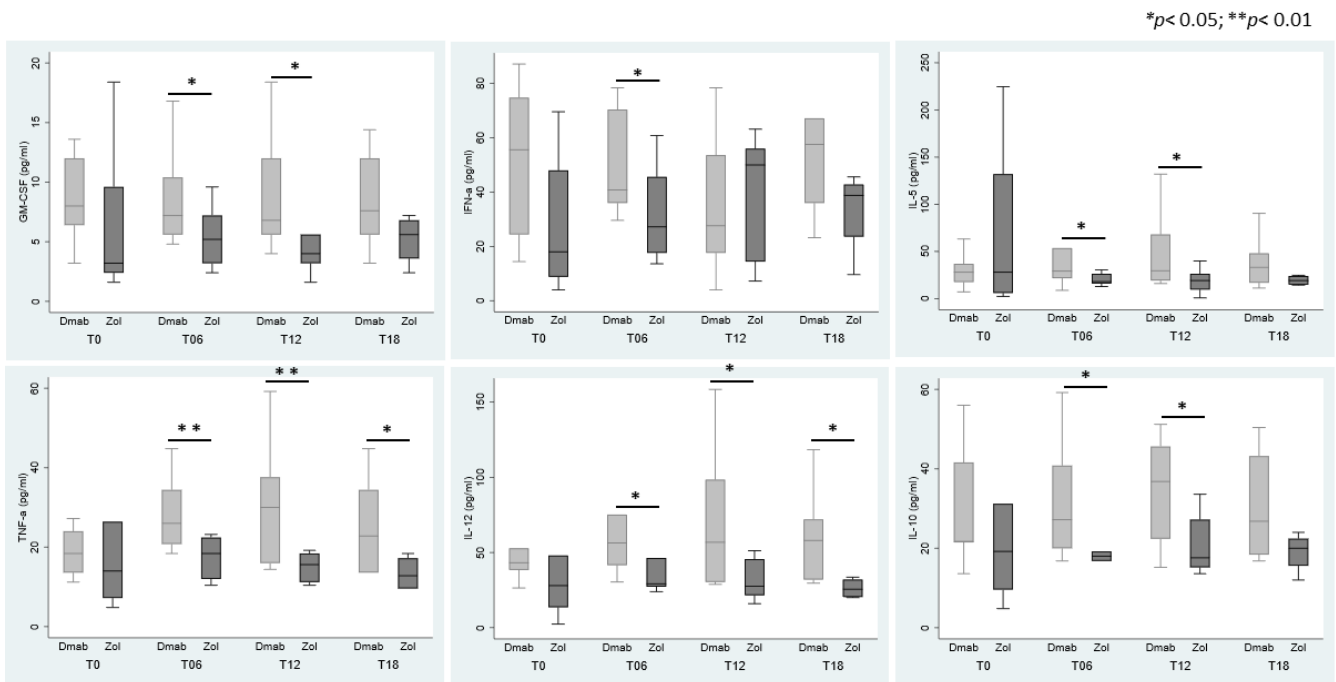 *p< 0.05; **p< 0.01
GM-CSF (pg/ml)
20
15
10
5
0
*
*
Dmab Zol Dmab Zol Dmab Zol Dmab Zol
T0 T06 T12 T18
IFN-a (pg/ml)
80
60
40
20
0
*
Dmab Zol Dmab Zol Dmab Zol Dmab Zol
T0 T06 T12 T18
IL-5 (pg/ml)
250
200
150
100
50
0
*
*
Dmab Zol Dmab Zol Dmab Zol Dmab Zol
T0 T06 T12 T18
TNF-a (pg/ml)
60
40
20
0
* *
* *
*
Dmab Zol Dmab Zol Dmab Zol Dmab Zol
T0 T06 T12 T18
IL-12 (pg/ml)
150
100
50
0
*
*
*
Dmab Zol Dmab Zol Dmab Zol Dmab Zol
T0 T06 T12 T18
IL-10 (pg/ml)
60
40
20
0
*
*
Dmab Zol Dmab Zol Dmab Zol Dmab Zol
T0 T06 T12 T18